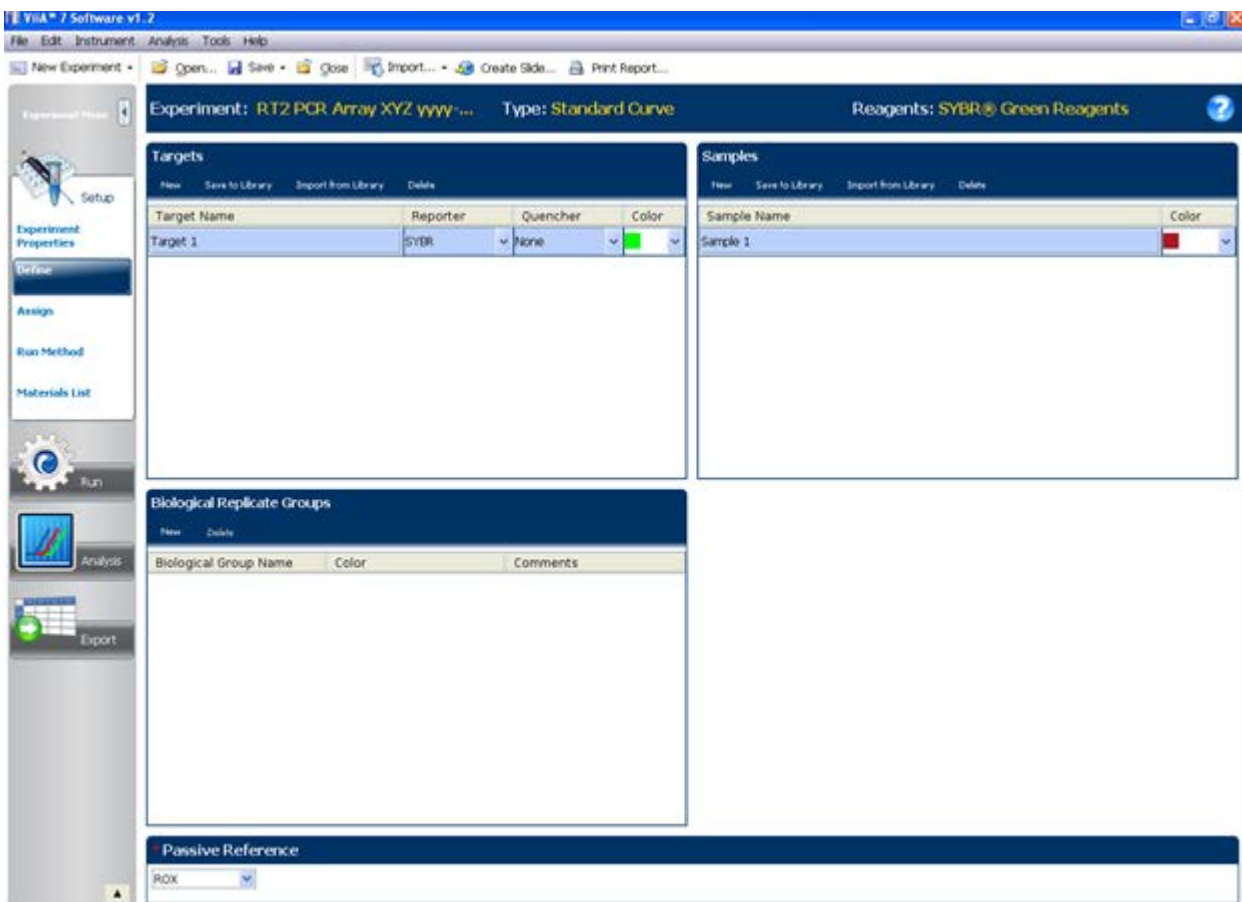 ViiA™ 7 Software v1.2
File Edit Instrument Analysis Tools Help
New Experiment Open... Save Close Import... Create Slide... Print Report...
Experiment Menu
Experiment: RT2 PCR Array XYZ yyyy-... Type: Standard Curve Reagents: SYBR® Green Reagents
Setup
Experiment Properties
Define
Assign
Run Method
Materials List
Run
Analysis
Export
Targets
New Save to Library Import from Library Delete
Target Name Reporter Quencher Color
Target 1 SYBR None
Samples
New Save to Library Import from Library Delete
Sample Name Color
Sample 1
Biological Replicate Groups
New Delete
Biological Group Name Color Comments
* Passive Reference
ROX